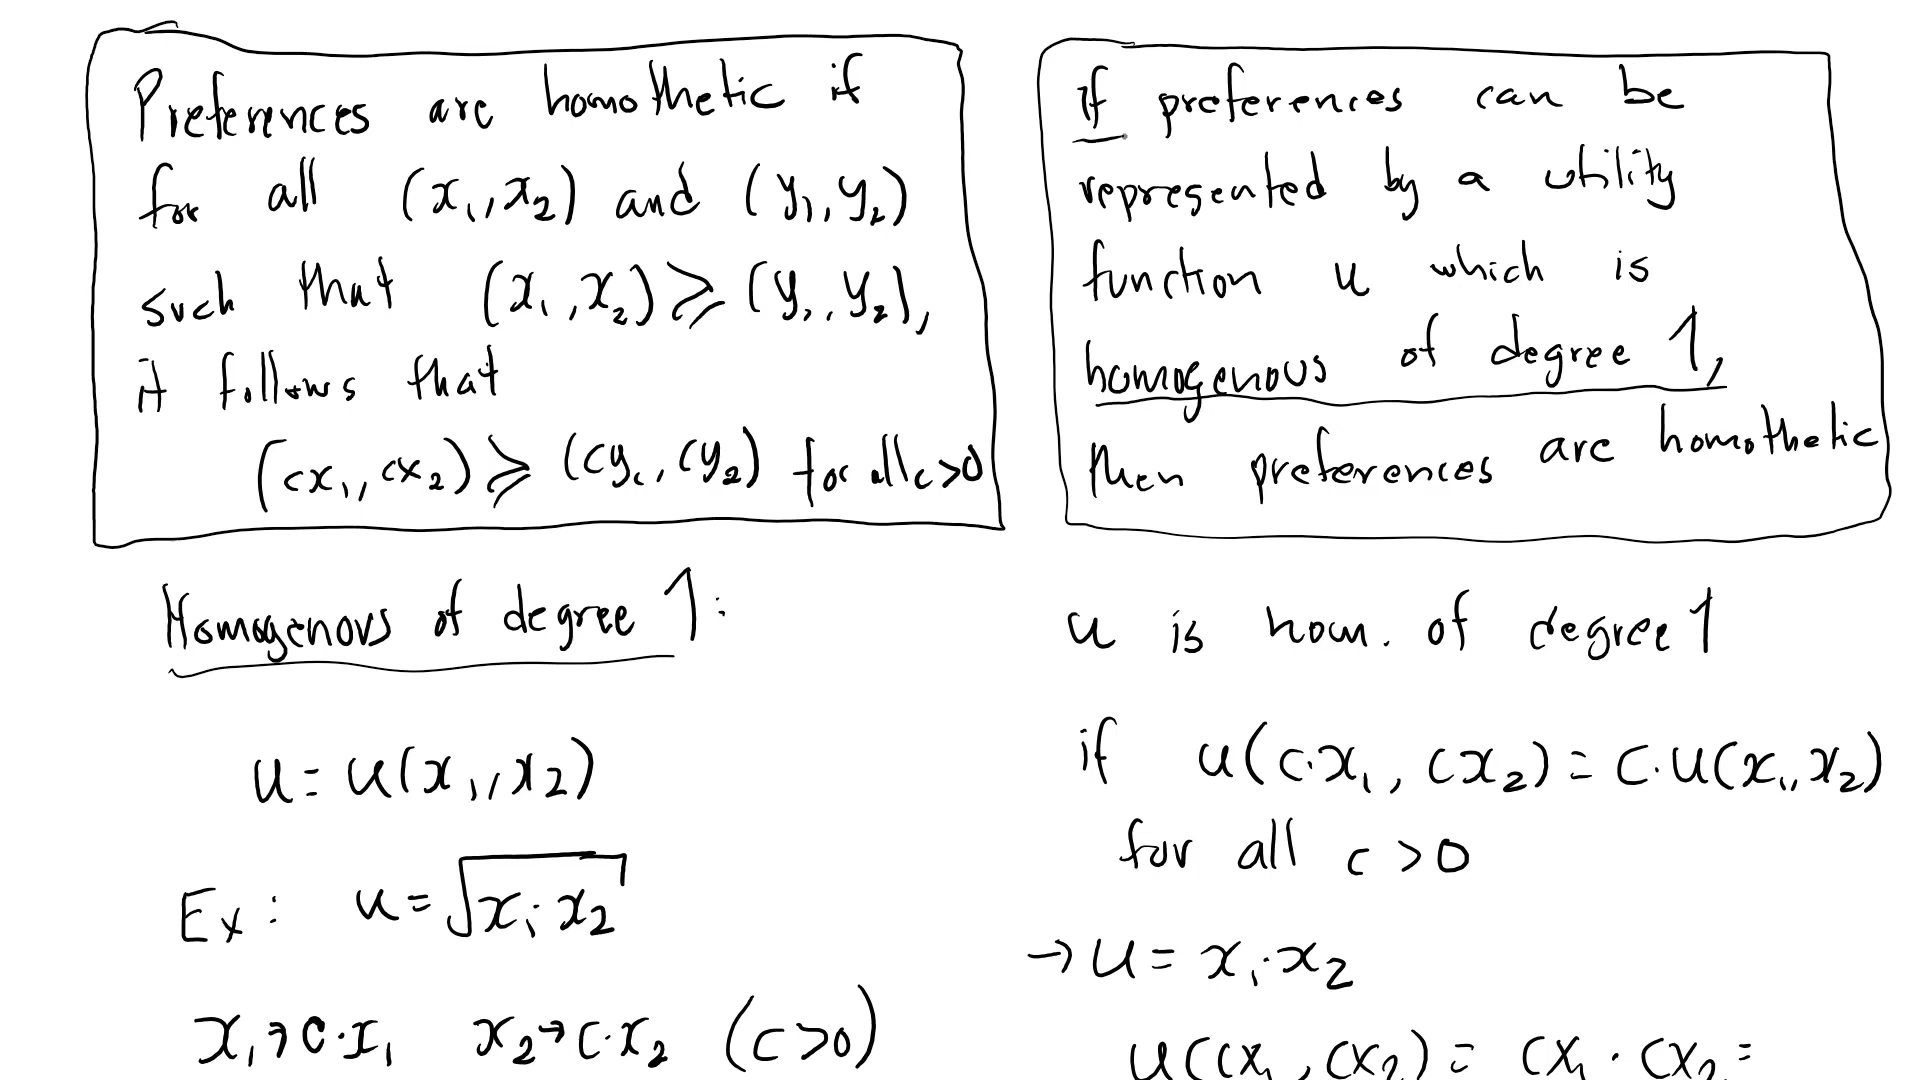 Preferences are homothetic if
for all (x₁, x₂) and (y₁, y₂)
such that (x₁, x₂) ≽ (y₁, y₂),
it follows that
(cx₁, cx₂) ≽ (cy₁, cy₂) for all c>0
if preferences can be
represented by a utility
function u which is
homogenous of degree 1,
then preferences are homothetic
Homogenous of degree 1:
u = u(x₁, x₂)
Ex: u = √x₁·x₂
x₁→c·x₁ x₂→c·x₂ (c>0)
u is hom. of degree 1
if u(c·x₁, cx₂) = c·u(x₁, x₂)
for all c >0
→ u = x₁·x₂
u(cx₁, cx₂) = cx₁·cx₂ =